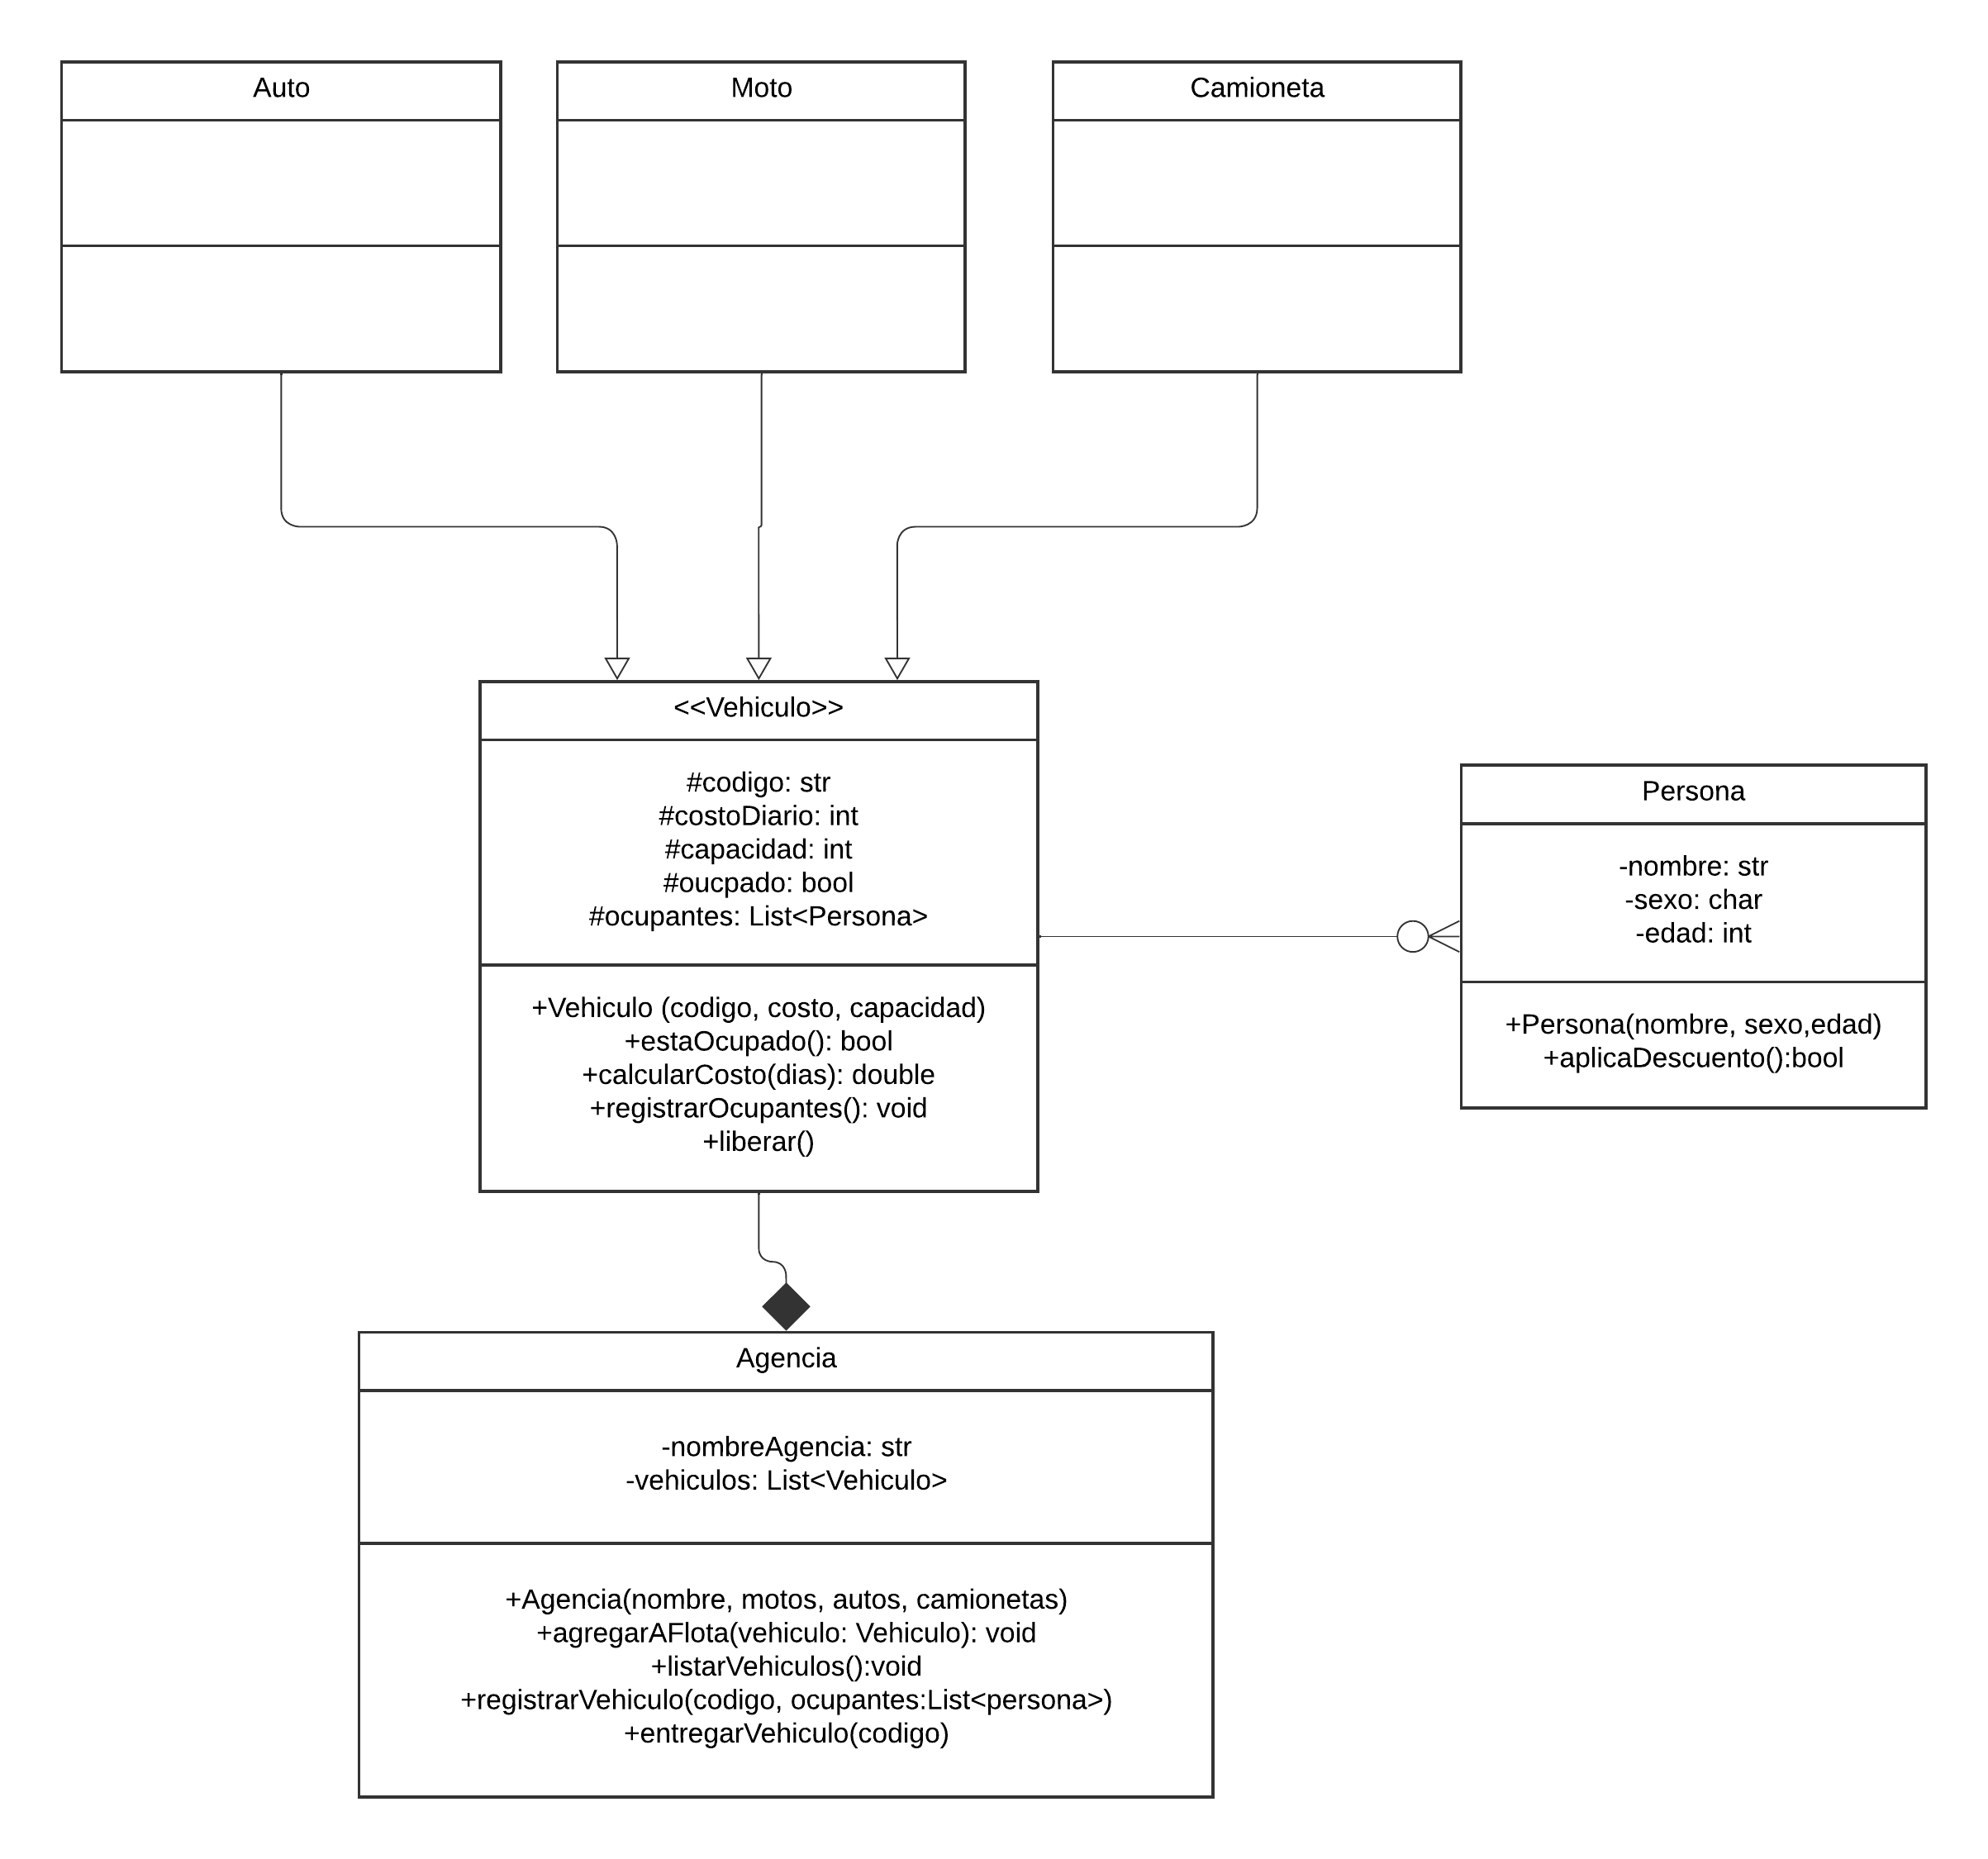 Auto
Moto
Camioneta
<<Vehiculo>>
#codigo: str
#costoDiario: int
#capacidad: int
#oucpado: bool
#ocupantes: List<Persona>
+Vehiculo (codigo, costo, capacidad)
+estaOcupado(): bool
+calcularCosto(dias): double
+registrarOcupantes(): void
+liberar()
Persona
-nombre: str
-sexo: char
-edad: int
+Persona(nombre, sexo,edad)
+aplicaDescuento():bool
Agencia
-nombreAgencia: str
-vehiculos: List<Vehiculo>
+Agencia(nombre, motos, autos, camionetas)
+agregarAFlota(vehiculo: Vehiculo): void
+listarVehiculos():void
+registrarVehiculo(codigo, ocupantes:List<persona>)
+entregarVehiculo(codigo)